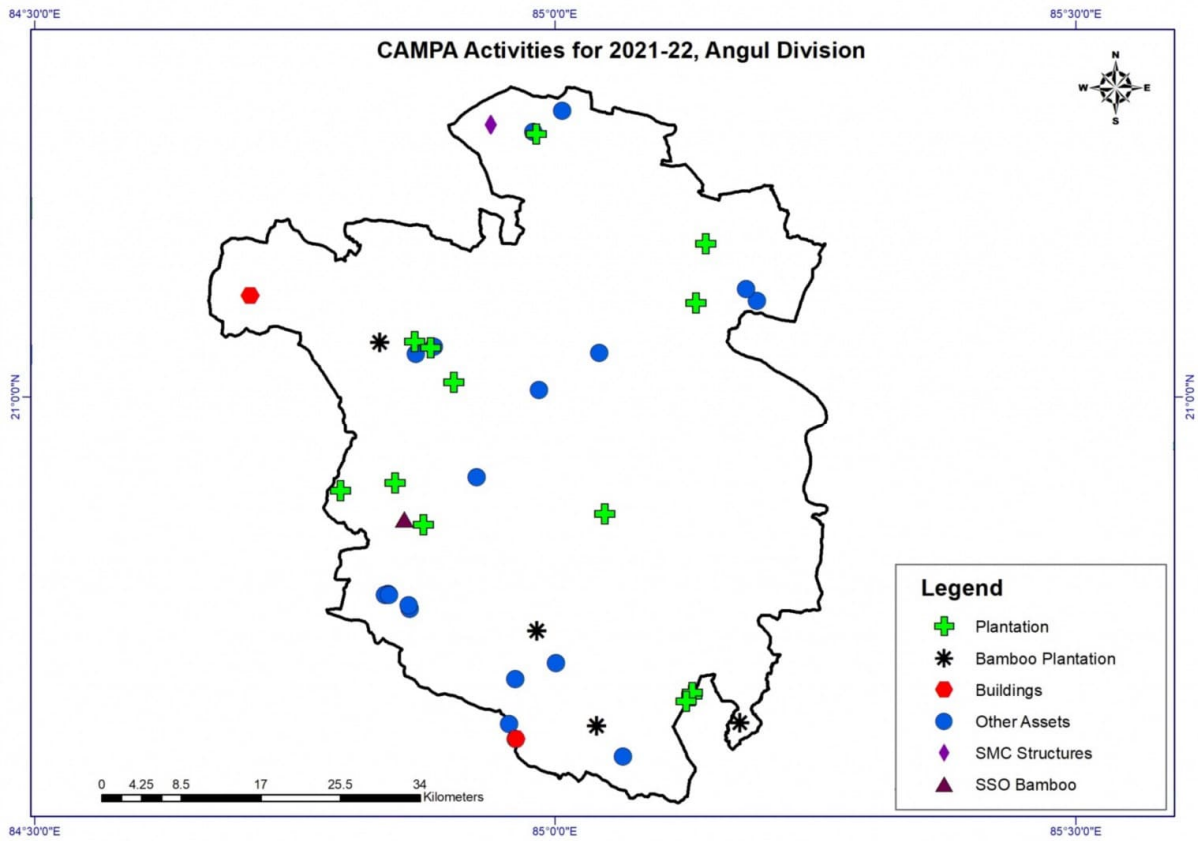 84°30'0"E 85°0'0"E 85°30'0"E
CAMPA Activities for 2021-22, Angul Division
N
W E
S
21°0'0"N 21°0'0"N
Legend
Plantation
Bamboo Plantation
Buildings
Other Assets
SMC Structures
SSO Bamboo
0 4.25 8.5 17 25.5 34
Kilometers
84°30'0"E 85°0'0"E 85°30'0"E